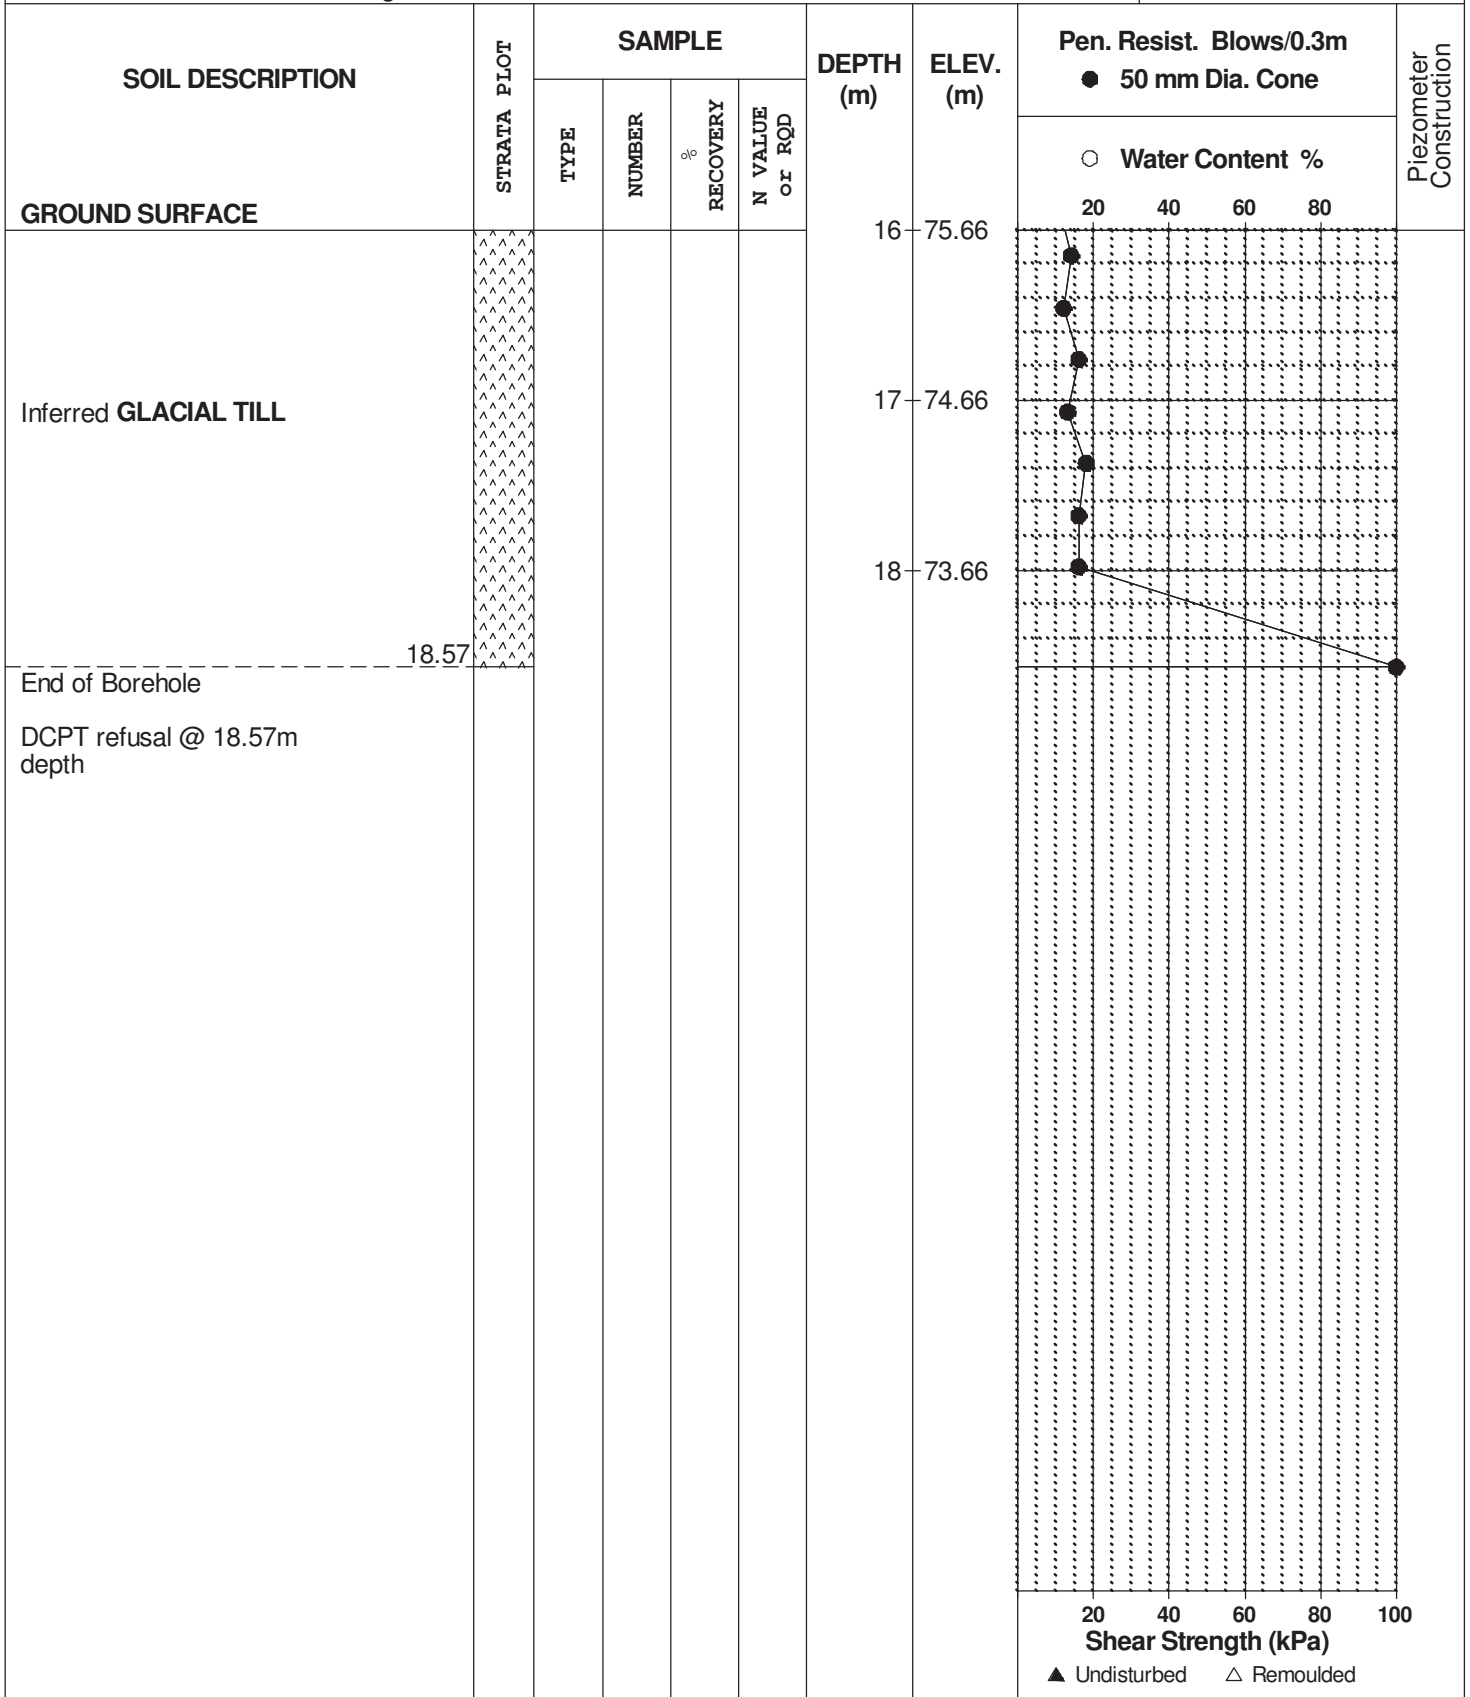 SOIL DESCRIPTION
GROUND SURFACE
STRATA PLOT
SAMPLE
TYPE
NUMBER
%
RECOVERY
N VALUE
or RQD
DEPTH
(m)
ELEV.
(m)
Pen. Resist. Blows/0.3m
● 50 mm Dia. Cone
○ Water Content %
20 40 60 80
Piezometer
Construction
16 75.66
Inferred GLACIAL TILL
17 74.66
18 73.66
18.57
End of Borehole
DCPT refusal @ 18.57m
depth
20 40 60 80 100
Shear Strength (kPa)
▲ Undisturbed △ Remoulded